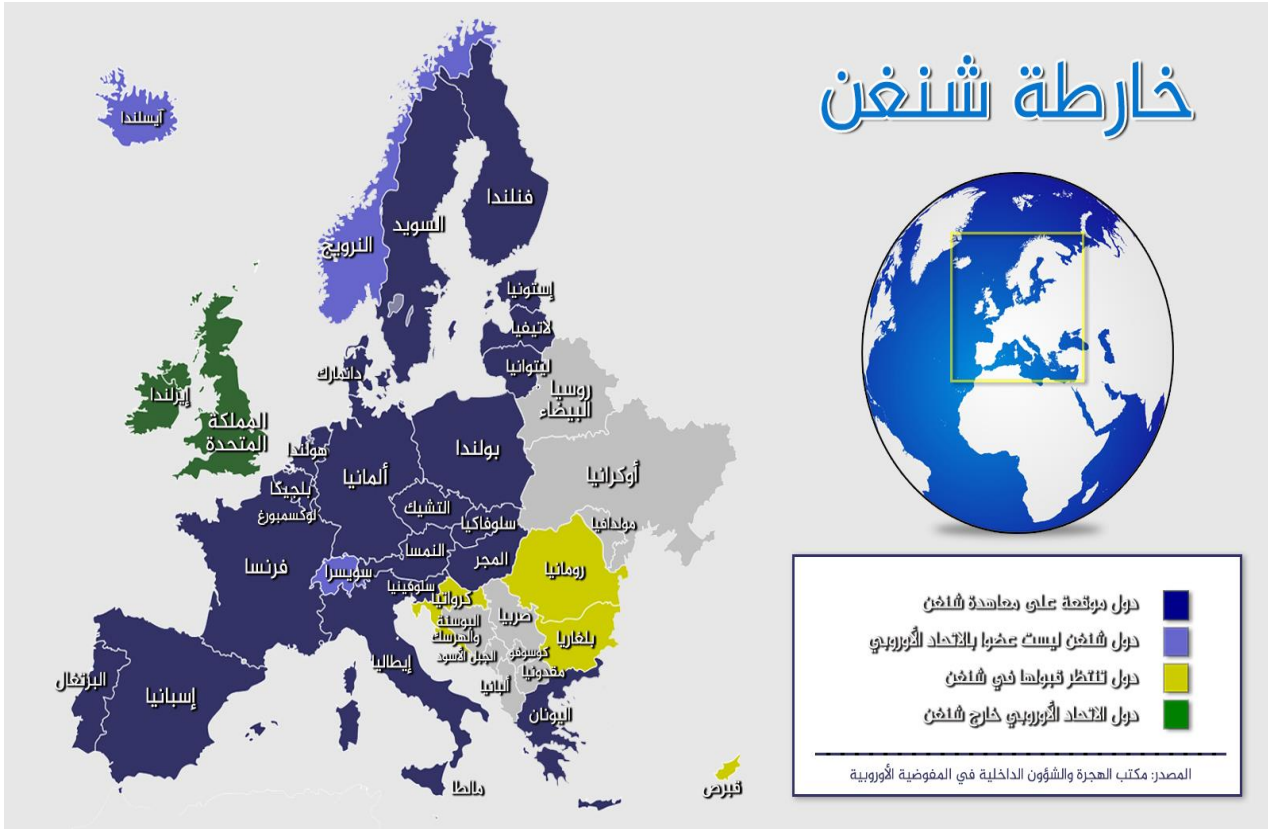 خارطة شنغن
آيسلندا
فنلندا
السويد
النرويج
إستونيا
لاتيفيا
ليتوانيا
دانمارك
روسيا
البيضاء
إيرلندا
المملكة
المتحدة
هولندا
بولندا
ألمانيا
أوكرانيا
بلجيكا
لوكسمبورغ
التشيك
سلوفاكيا
مولدافيا
النمسا
المجر
فرنسا
سويسرا
رومانيا
سلوفينيا
كرواتيا
البوسنة
والهرسك
صربيا
بلغاريا
كوسوفو
الجبل الأسود
مقدونيا
إيطاليا
ألبانيا
البرتغال
إسبانيا
اليونان
مالطا
قبرص
دول موقعة على معاهدة شنغن
دول شنغن ليست عضوا بالاتحاد الأوروبي
دول تنتظر قبولها في شنغن
دول الاتحاد الأوروبي خارج شنغن
المصدر: مكتب الهجرة والشؤون الداخلية في المفوضية الأوروبية